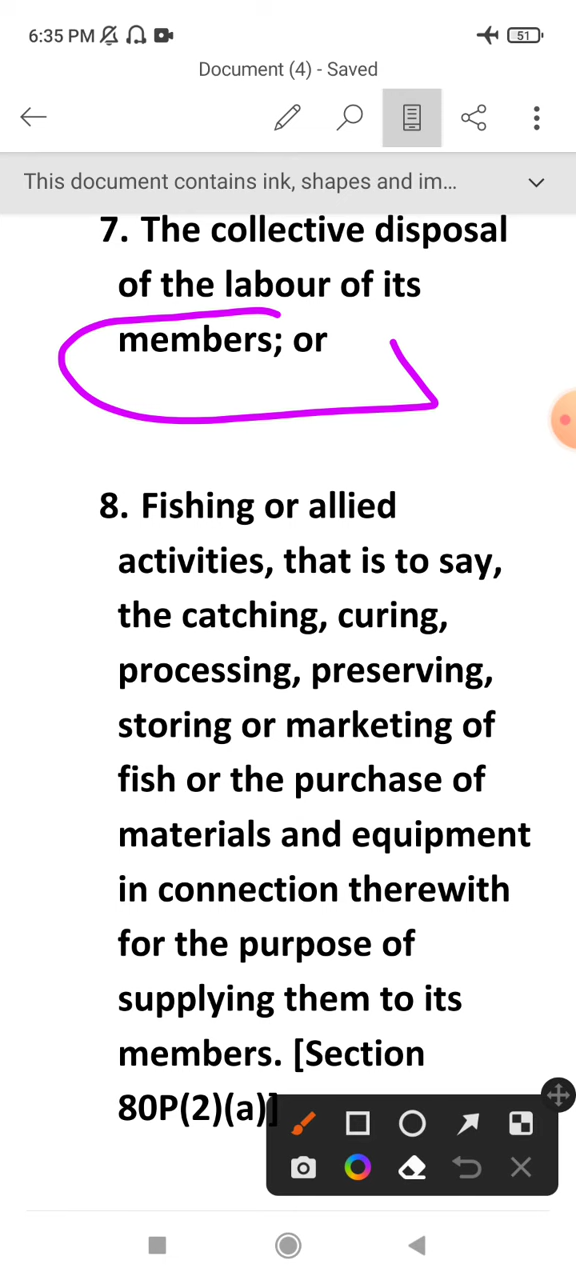 6:35 PM
51
Document (4) - Saved
This document contains ink, shapes and im...
7. The collective disposal
of the labour of its
members; or
8. Fishing or allied
activities, that is to say,
the catching, curing,
processing, preserving,
storing or marketing of
fish or the purchase of
materials and equipment
in connection therewith
for the purpose of
supplying them to its
members. [Section
80P(2)(a)]